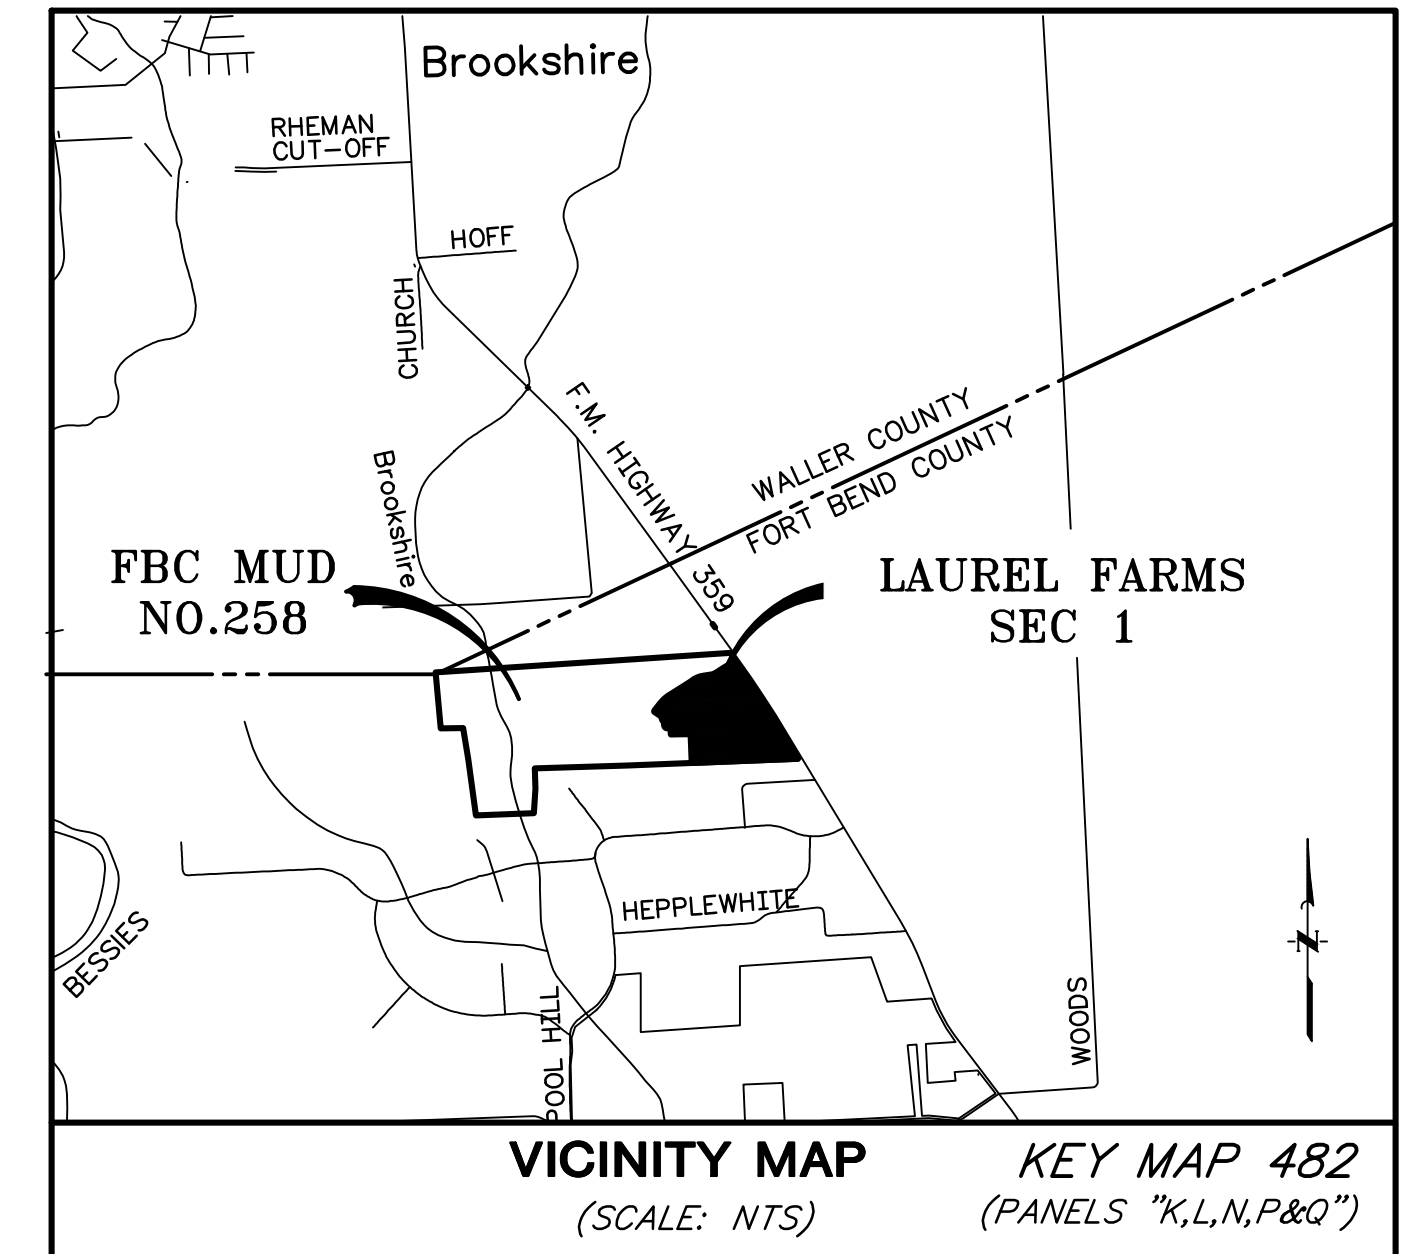 Brookshire
RHEMAN
CUT-OFF
HOFF
CHURCH
F.M. HIGHWAY 359
WALLER COUNTY
FORT BEND COUNTY
Brookshire
FBC MUD
NO.258
LAUREL FARMS
SEC 1
HEPPLEWHITE
BESSIES
POOL HILL
WOODS
N
VICINITY MAP
(SCALE: NTS)
KEY MAP 482
(PANELS "K,L,N,P&Q")